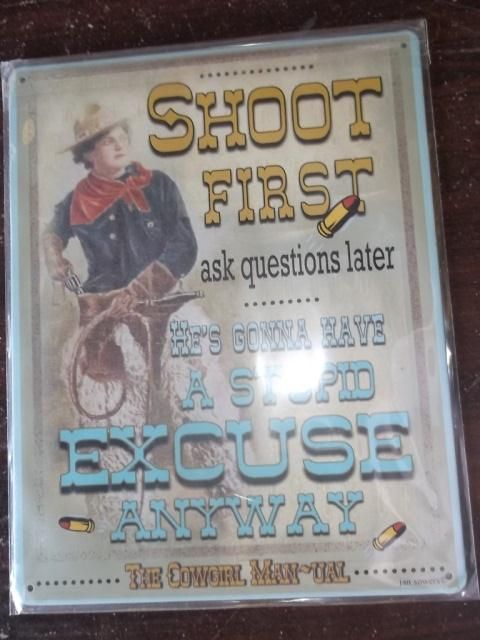 SHOOT
FIRST
ask questions later
HE'S GONNA HAVE
A STUPID
EXCUSE
ANYWAY
THE COWGIRL MAN~UAL